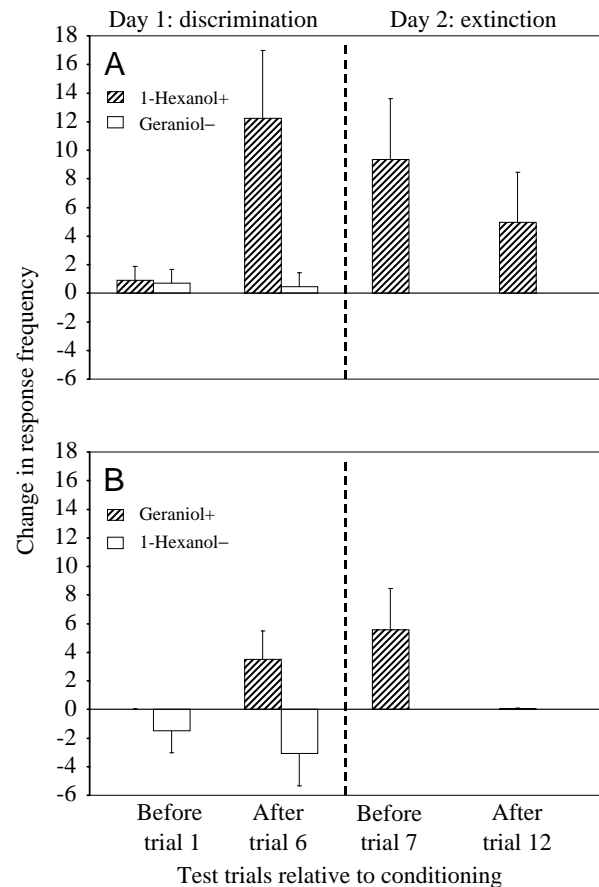 Day 1: discrimination
Day 2: extinction
18
16
14
12
10
8
6
4
2
0
-2
-4
-6
A
1-Hexanol+
Geraniol−
Change in response frequency
18
16
14
12
10
8
6
4
2
0
-2
-4
-6
B
Geraniol+
1-Hexanol−
Before
trial 1
After
trial 6
Before
trial 7
After
trial 12
Test trials relative to conditioning